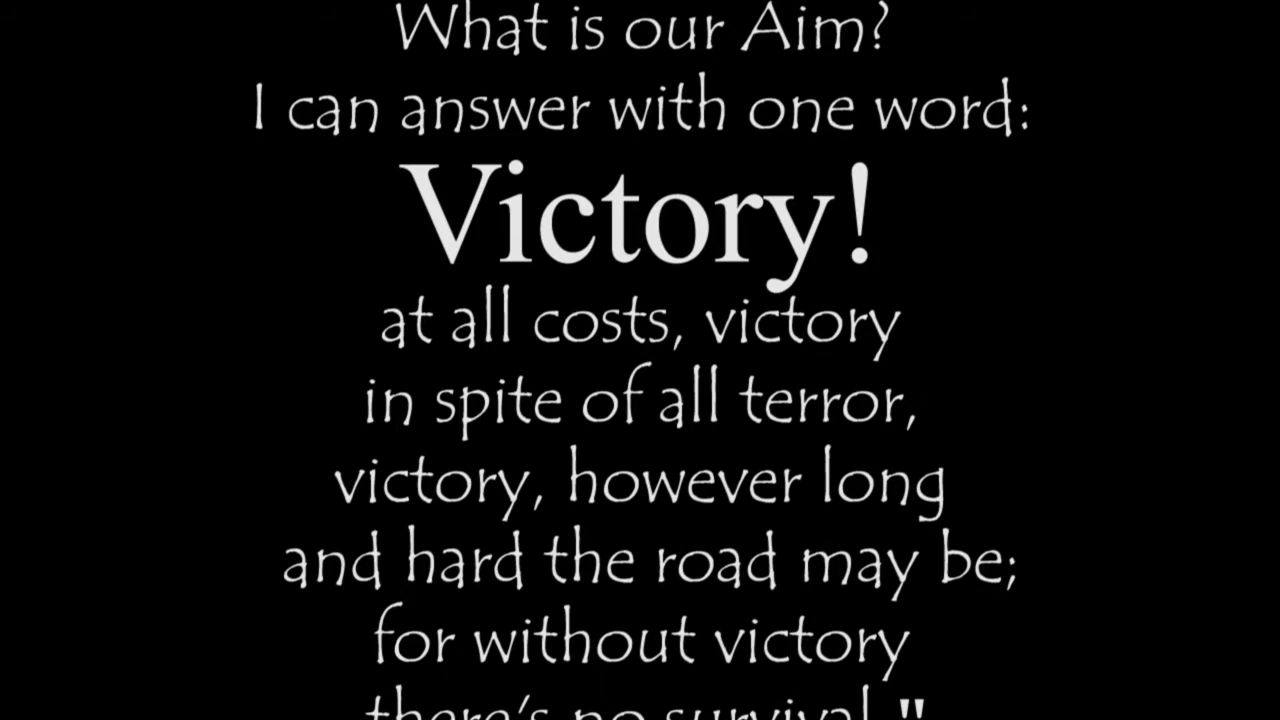 What is our Aim?
I can answer with one word:
Victory!
at all costs, victory
in spite of all terror,
victory, however long
and hard the road may be;
for without victory
there's no survival."